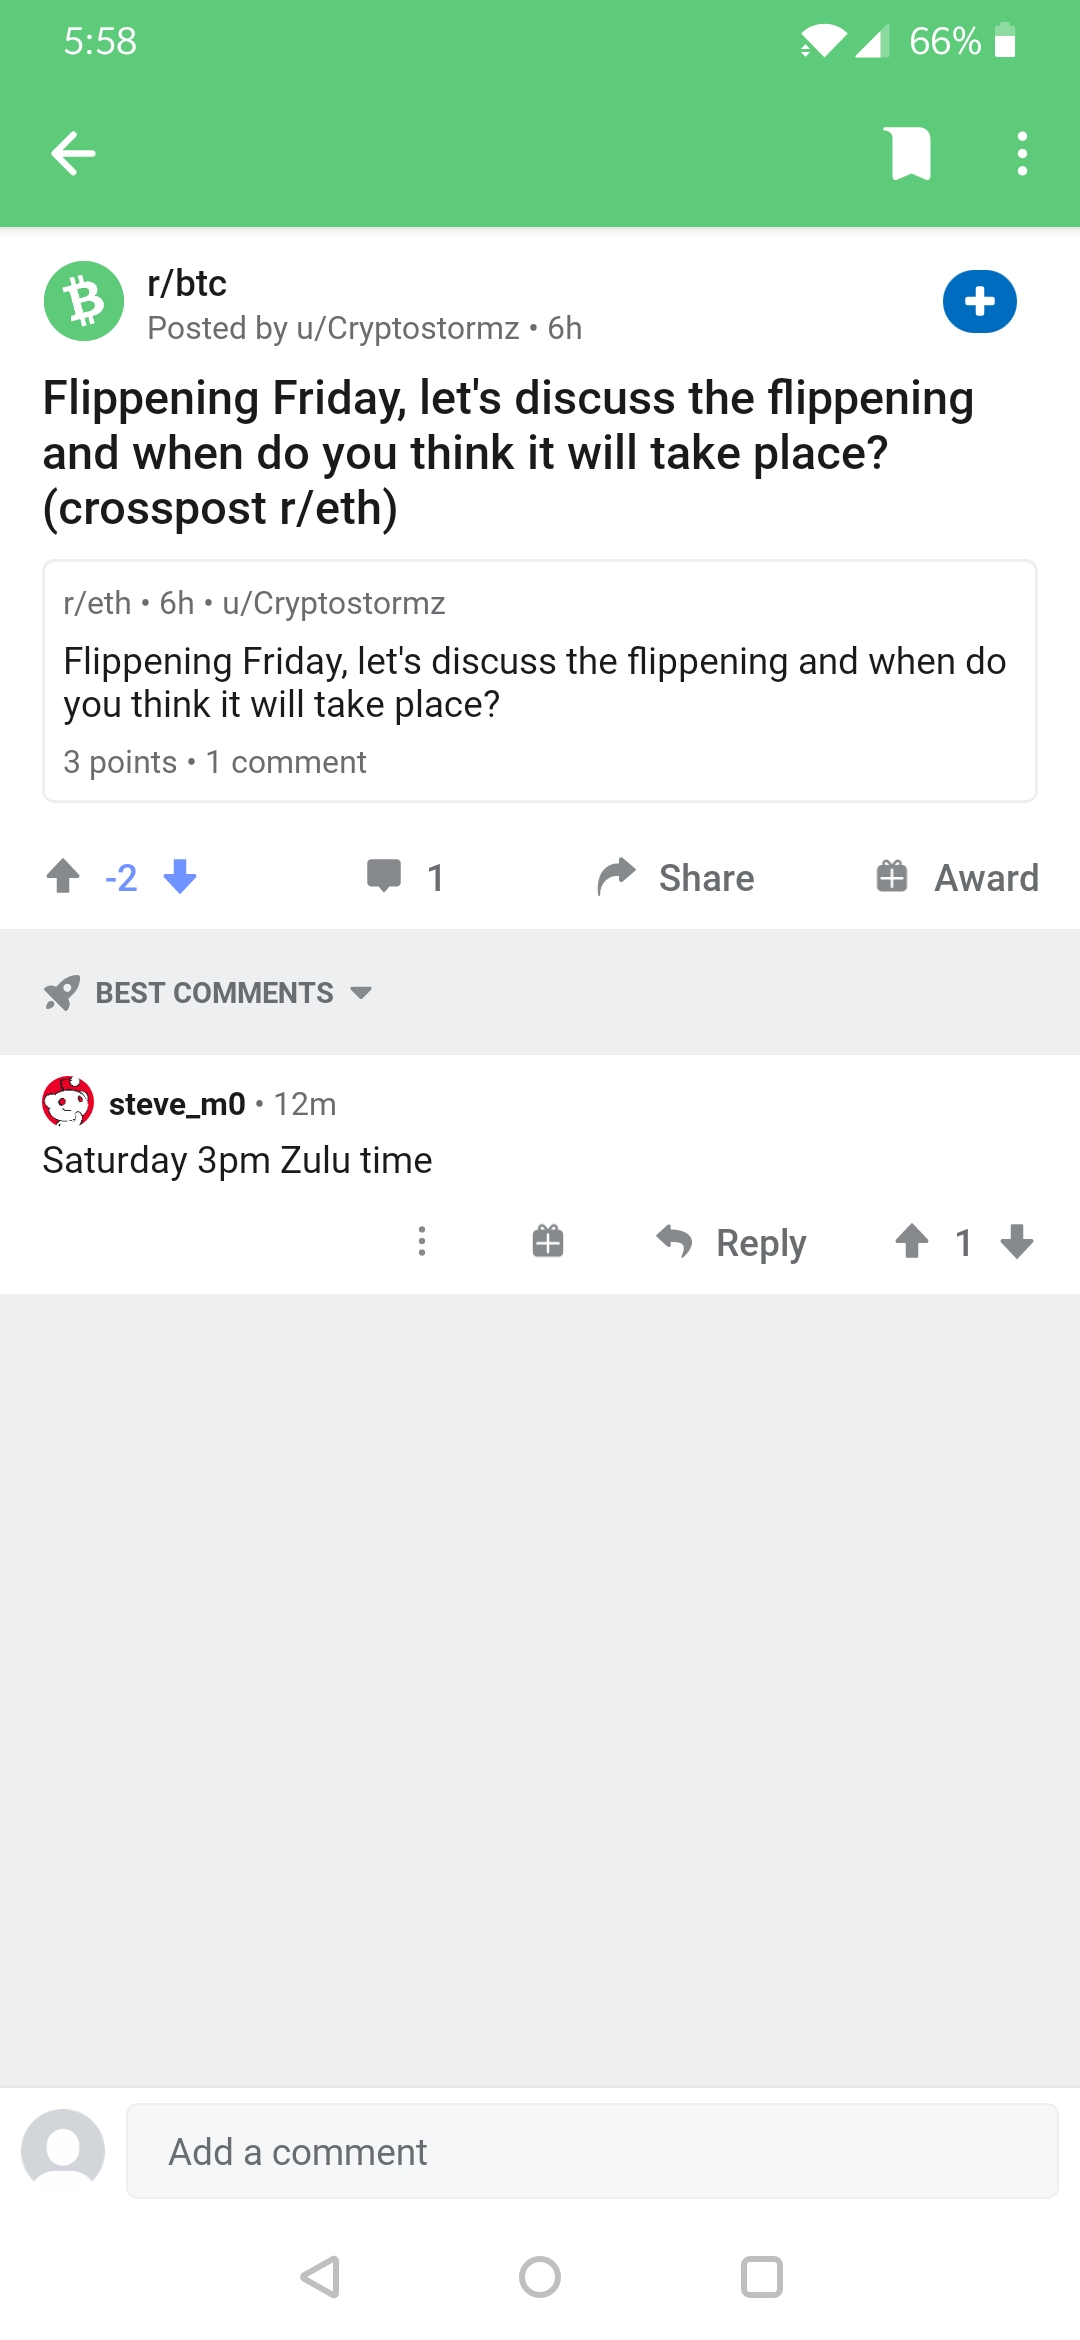 5:58
66%
r/btc
Posted by u/Cryptostormz • 6h
Flippening Friday, let's discuss the flippening
and when do you think it will take place?
(crosspost r/eth)
r/eth • 6h • u/Cryptostormz
Flippening Friday, let's discuss the flippening and when do
you think it will take place?
3 points • 1 comment
-2 1 Share Award
BEST COMMENTS
steve_m0 • 12m
Saturday 3pm Zulu time
Reply 1
Add a comment